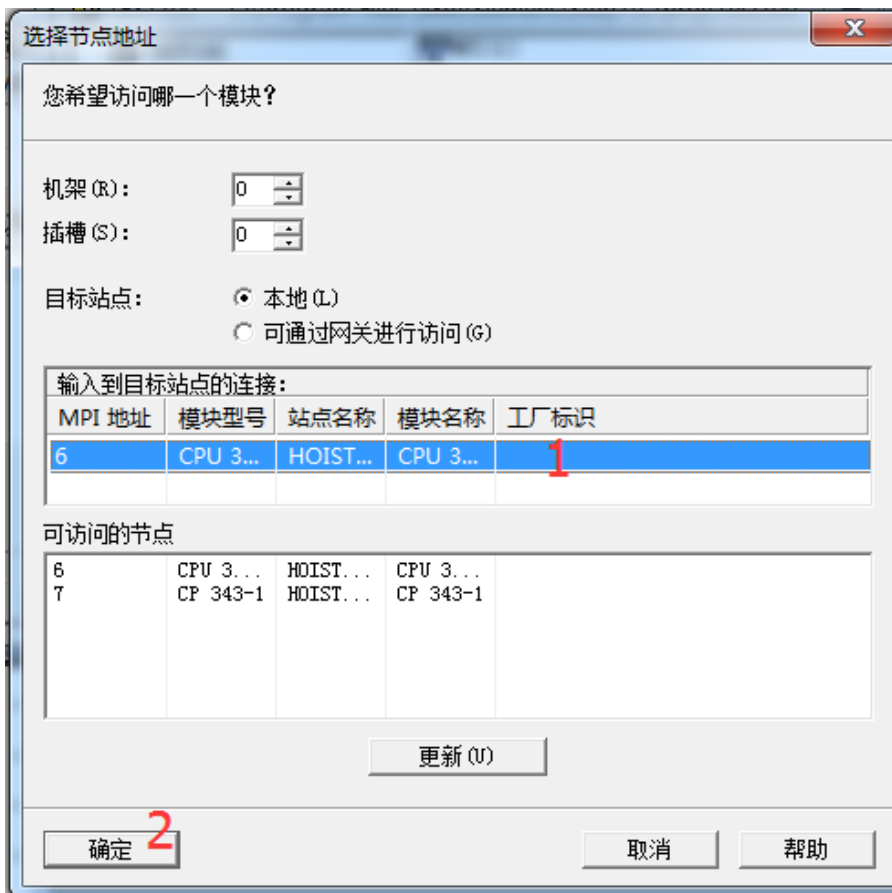 选择节点地址
您希望访问哪一个模块?
机架(R): 0
插槽(S): 0
目标站点: 本地(L)
可通过网关进行访问(G)
输入到目标站点的连接:
MPI 地址 模块型号 站点名称 模块名称 工厂标识
6 CPU 3... HOIST... CPU 3... 1
可访问的节点
6 CPU 3... HOIST... CPU 3...
7 CP 343-1 HOIST... CP 343-1
更新(U)
确定 2 取消 帮助